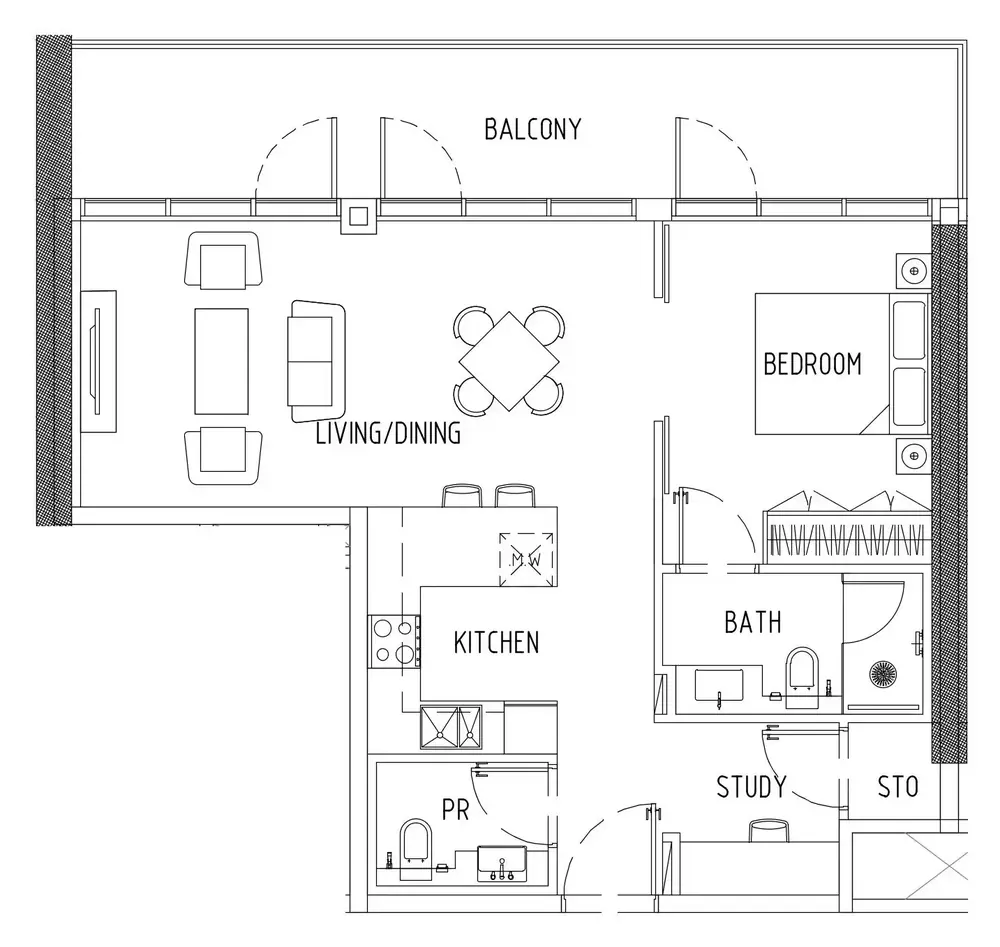 BALCONY
BEDROOM
LIVING/DINING
.M.W
KITCHEN
BATH
STUDY
STO
PR